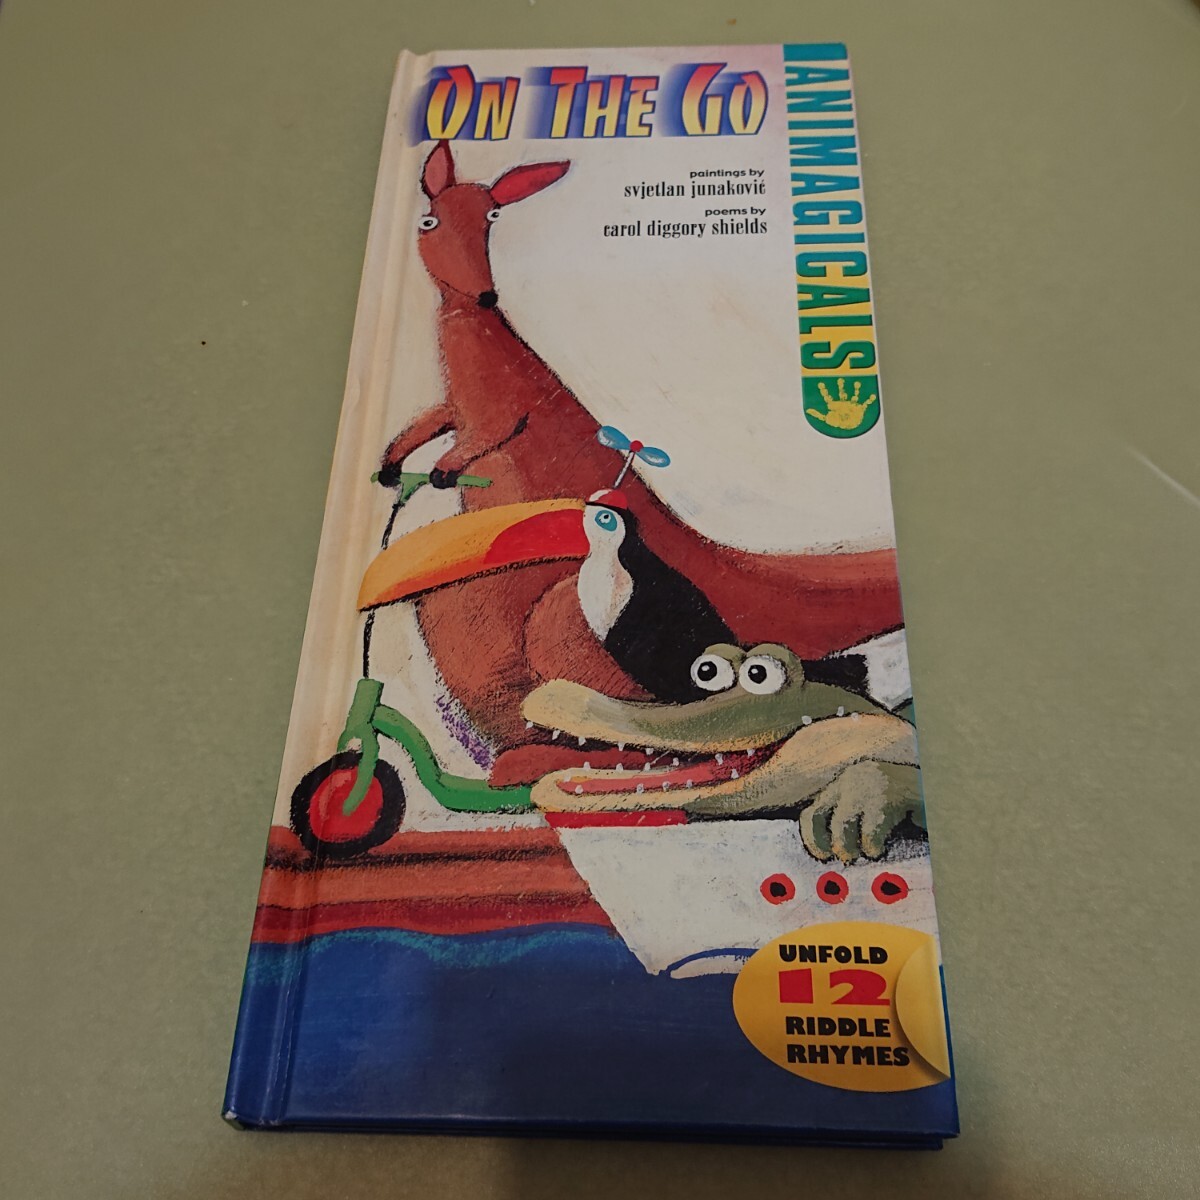 ON THE GO
paintings by
svjetlan junaković
poems by
carol diggory shields
ANIMAGICALS
UNFOLD
12
RIDDLE
RHYMES